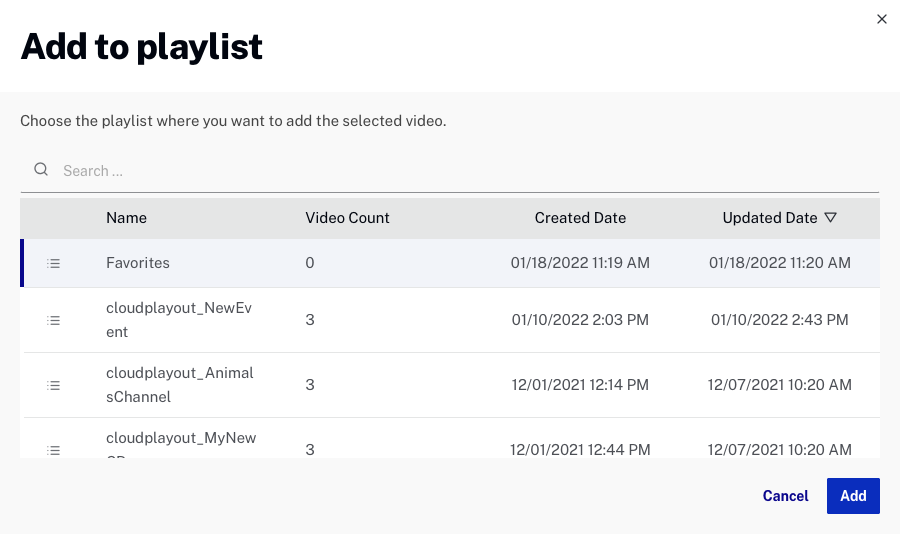 Add to playlist
Choose the playlist where you want to add the selected video.
Search ...
Name Video Count Created Date Updated Date
Favorites 0 01/18/2022 11:19 AM 01/18/2022 11:20 AM
cloudplayout_NewEv
ent 3 01/10/2022 2:03 PM 01/10/2022 2:43 PM
cloudplayout_Animal
sChannel 3 12/01/2021 12:14 PM 12/07/2021 10:20 AM
cloudplayout_MyNew 3 12/01/2021 12:44 PM 12/07/2021 10:20 AM
Cancel Add